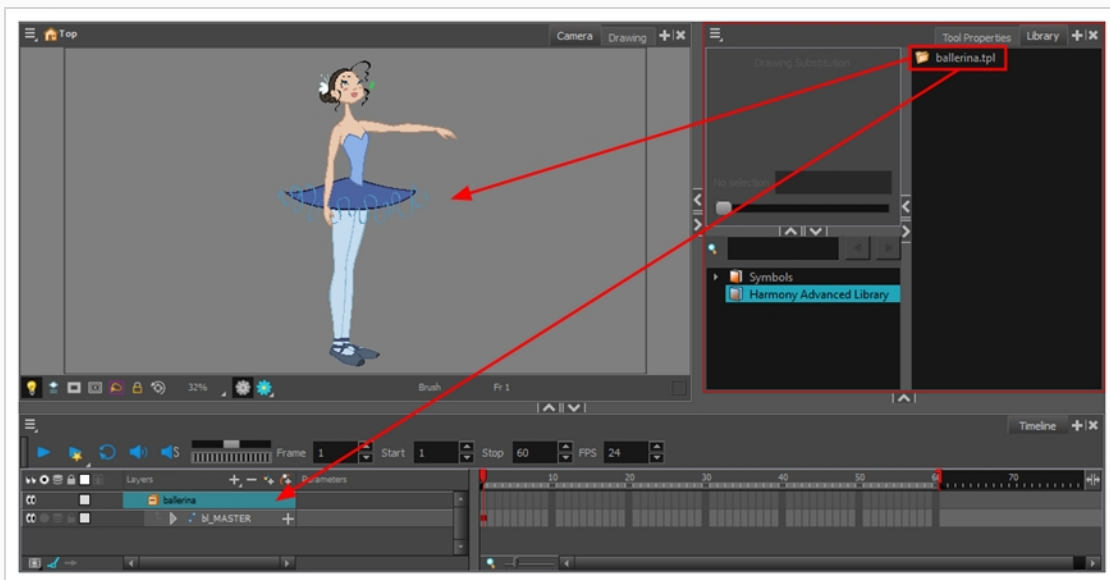 Top
Camera
Drawing
Tool Properties
Library
Drawing Substitution
ballerina.tpl
No selection
Symbols
Harmony Advanced Library
32%
Brush
Fr 1
Timeline
S
Frame 1 Start 1 Stop 60 FPS 24
Layers
Parameters
10 20 30 40 50 60 70
ballerina
bl_MASTER